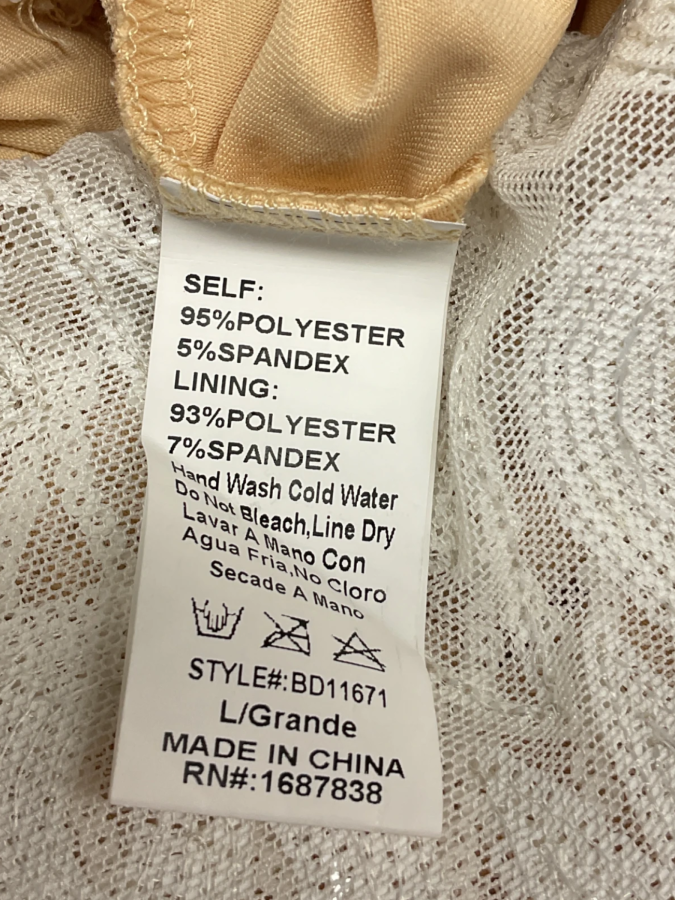 SELF:
95%POLYESTER
5%SPANDEX
LINING:
93%POLYESTER
7%SPANDEX
Hand Wash Cold Water
Do Not Bleach,Line Dry
Lavar A Mano Con
Agua Fria,No Cloro
Secade A Mano
STYLE#:BD11671
L/Grande
MADE IN CHINA
RN#:1687838